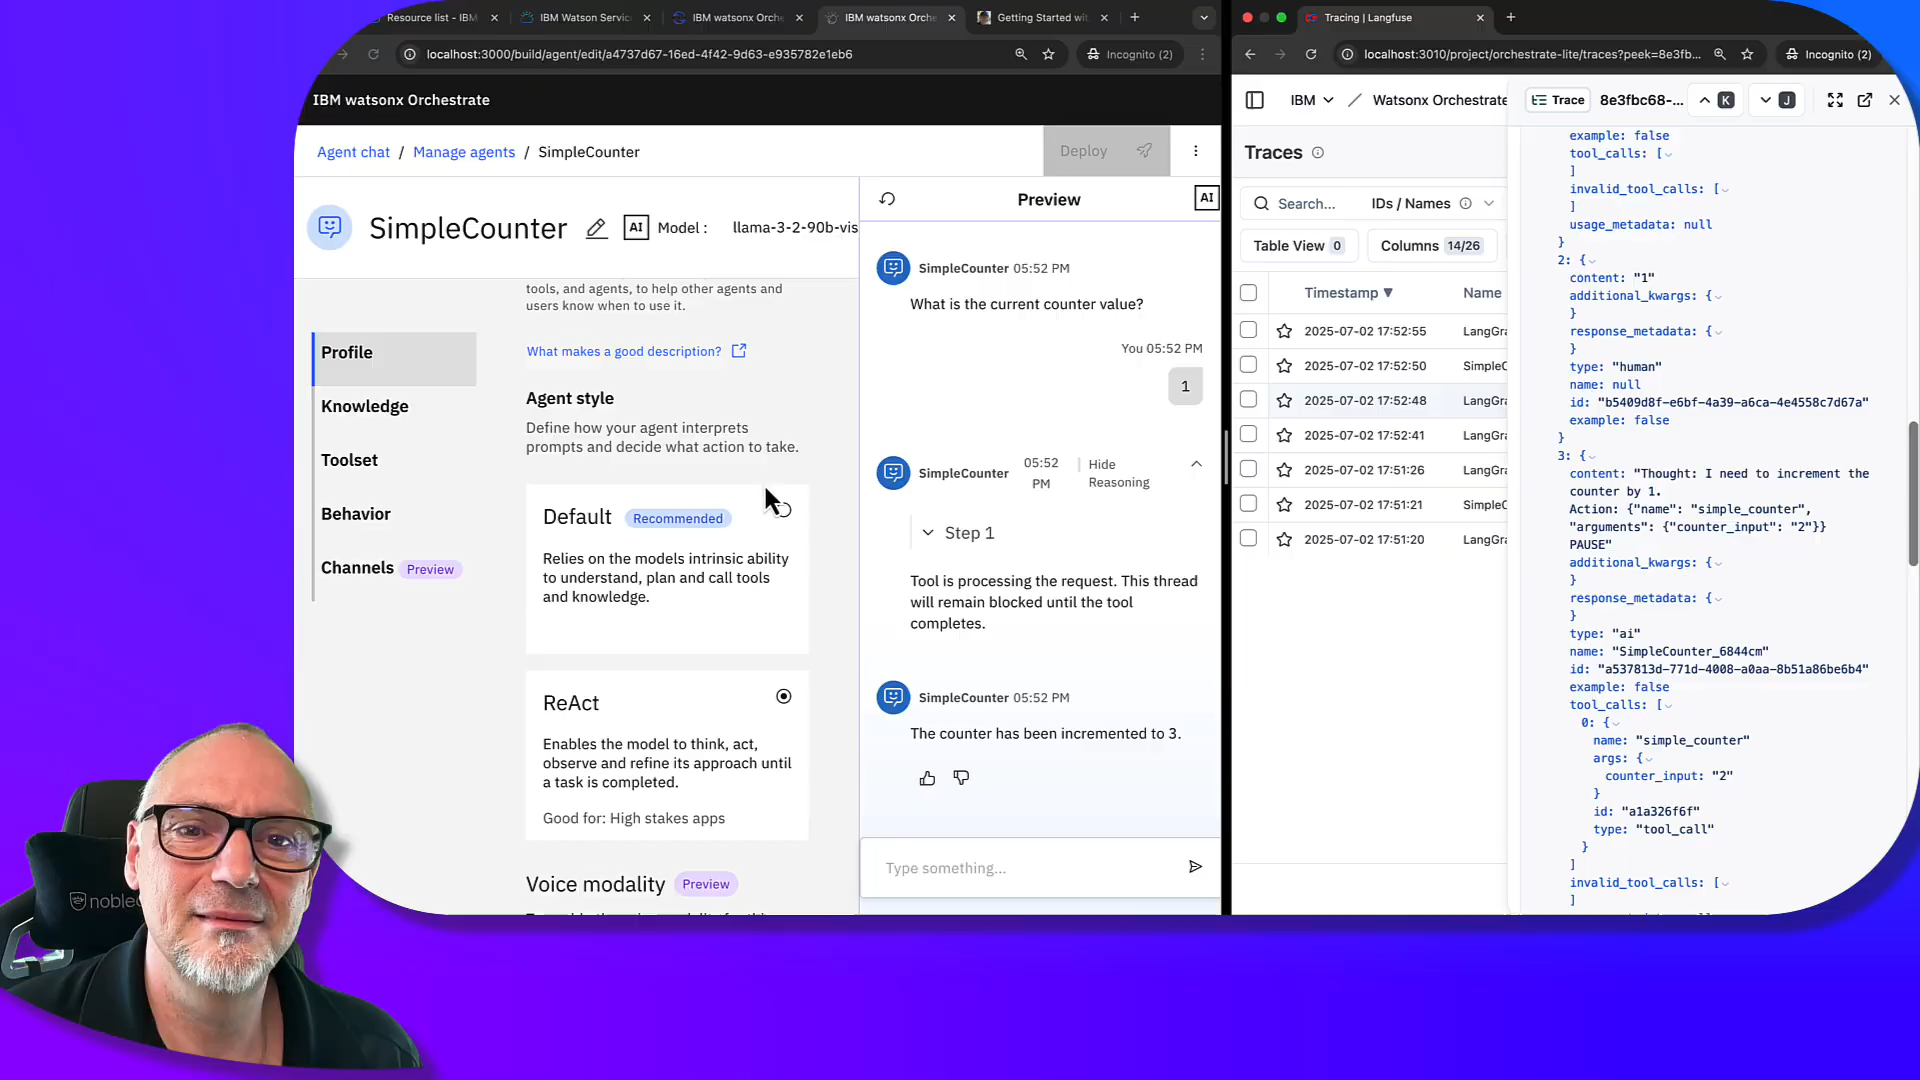 Resource list - IBM
IBM Watson Servic
IBM watsonx Orche
IBM watsonx Orche
Getting Started wit
localhost:3000/build/agent/edit/a4737d67-16ed-4f42-9d63-e935782e1eb6
Incognito (2)
IBM watsonx Orchestrate
Agent chat / Manage agents / SimpleCounter
Deploy
SimpleCounter
AI
Model :
llama-3-2-90b-vis
Profile
Knowledge
Toolset
Behavior
Channels
Preview
tools, and agents, to help other agents and
users know when to use it.
What makes a good description?
Agent style
Define how your agent interprets
prompts and decide what action to take.
Default
Recommended
Relies on the models intrinsic ability
to understand, plan and call tools
and knowledge.
ReAct
Enables the model to think, act,
observe and refine its approach until
a task is completed.
Good for: High stakes apps
Voice modality
Preview
Preview
AI
SimpleCounter 05:52 PM
What is the current counter value?
You 05:52 PM
1
SimpleCounter
05:52
PM
Hide
Reasoning
Step 1
Tool is processing the request. This thread
will remain blocked until the tool
completes.
SimpleCounter 05:52 PM
The counter has been incremented to 3.
Type something...
Tracing | Langfuse
localhost:3010/project/orchestrate-lite/traces?peek=8e3fb...
Incognito (2)
IBM
Watsonx Orchestrate
Traces
Search...
IDs / Names
Table View 0
Columns 14/26
Timestamp ▼
Name
2025-07-02 17:52:55 LangGra
2025-07-02 17:52:50 SimpleC
2025-07-02 17:52:48 LangGra
2025-07-02 17:52:41 LangGra
2025-07-02 17:51:26 LangGra
2025-07-02 17:51:21 SimpleC
2025-07-02 17:51:20 LangGra
Trace
8e3fbc68-...
K
J
example: false
tool_calls: [
]
invalid_tool_calls: [
]
usage_metadata: null
}
2: {
content: "1"
additional_kwargs: {
}
response_metadata: {
}
type: "human"
name: null
id: "b5409d8f-e6bf-4a39-a6ca-4e4558c7d67a"
example: false
}
3: {
content: "Thought: I need to increment the
counter by 1.
Action: {"name": "simple_counter",
"arguments": {"counter_input": "2"}}
PAUSE"
additional_kwargs: {
}
response_metadata: {
}
type: "ai"
name: "SimpleCounter_6844cm"
id: "a537813d-771d-4008-a0aa-8b51a86be6b4"
example: false
tool_calls: [
0: {
name: "simple_counter"
args: {
counter_input: "2"
}
id: "a1a326f6f"
type: "tool_call"
}
]
invalid_tool_calls: [
]
noble